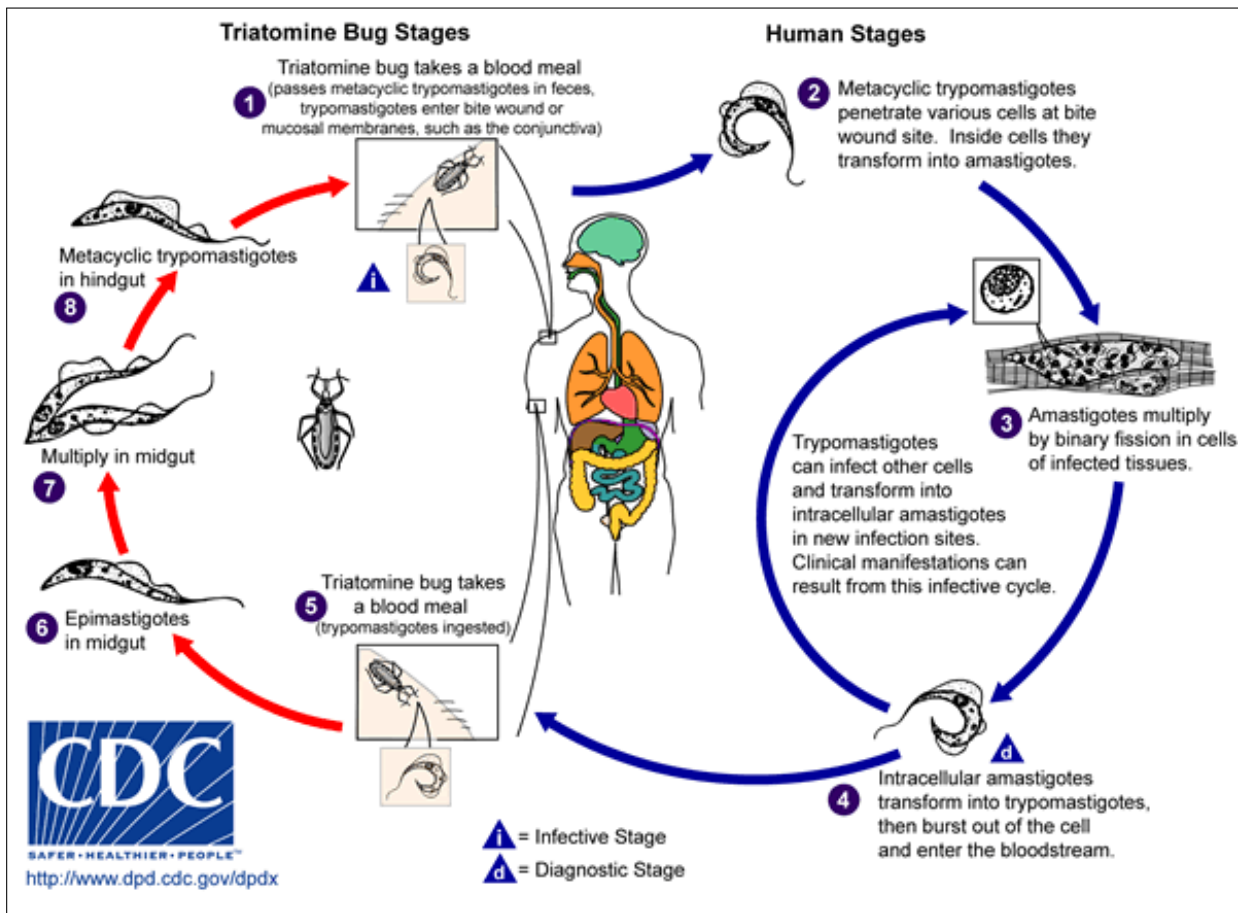 Triatomine Bug Stages
Human Stages
Triatomine bug takes a blood meal
(passes metacyclic trypomastigotes in feces,
trypomastigotes enter bite wound or
mucosal membranes, such as the conjunctiva)
1
i
2
Metacyclic trypomastigotes
penetrate various cells at bite
wound site. Inside cells they
transform into amastigotes.
3
Amastigotes multiply
by binary fission in cells
of infected tissues.
Trypomastigotes
can infect other cells
and transform into
intracellular amastigotes
in new infection sites.
Clinical manifestations can
result from this infective cycle.
d
4
Intracellular amastigotes
transform into trypomastigotes,
then burst out of the cell
and enter the bloodstream.
Triatomine bug takes
a blood meal
(trypomastigotes ingested)
5
Epimastigotes
in midgut
6
Multiply in midgut
7
Metacyclic trypomastigotes
in hindgut
8
i = Infective Stage
d = Diagnostic Stage
CDC
SAFER•HEALTHIER•PEOPLE™
http://www.dpd.cdc.gov/dpdx